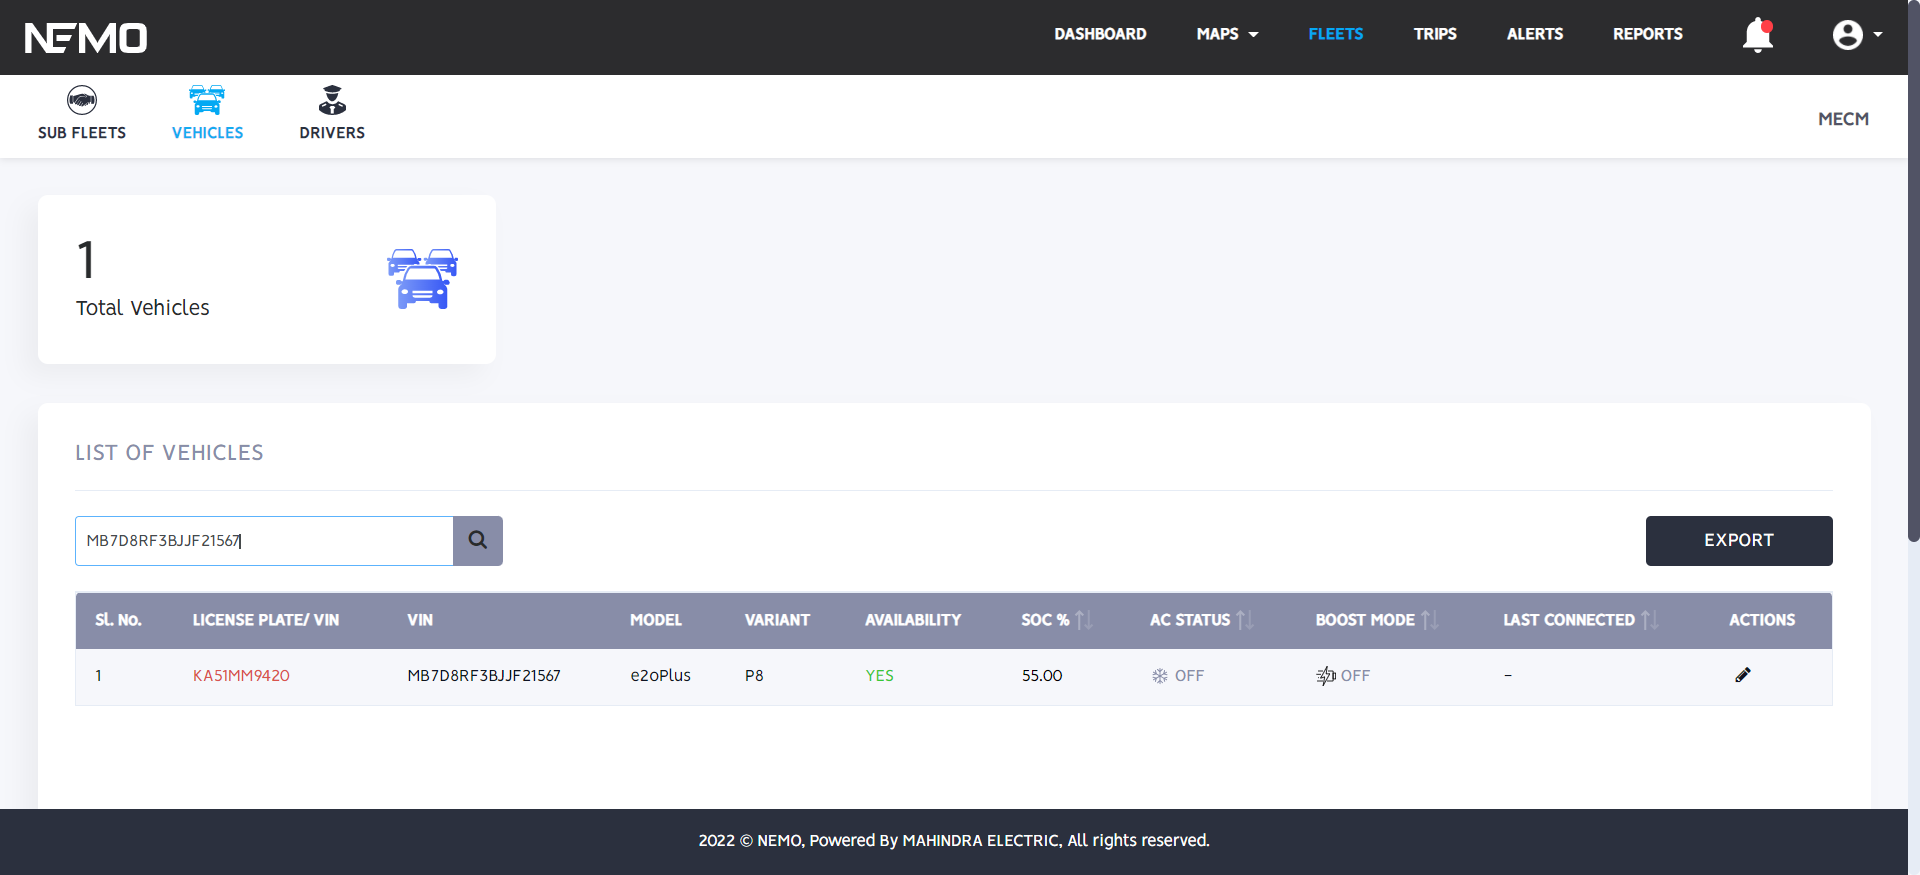 NEMO
DASHBOARD MAPS FLEETS TRIPS ALERTS REPORTS
SUB FLEETS VEHICLES DRIVERS
MECM
1
Total Vehicles
LIST OF VEHICLES
MB7D8RF3BJJF21567
EXPORT
Sl. No. LICENSE PLATE/ VIN VIN MODEL VARIANT AVAILABILITY SOC % AC STATUS BOOST MODE LAST CONNECTED ACTIONS
1 KA51MM9420 MB7D8RF3BJJF21567 e2oPlus P8 YES 55.00 OFF OFF -
2022 © NEMO, Powered By MAHINDRA ELECTRIC, All rights reserved.